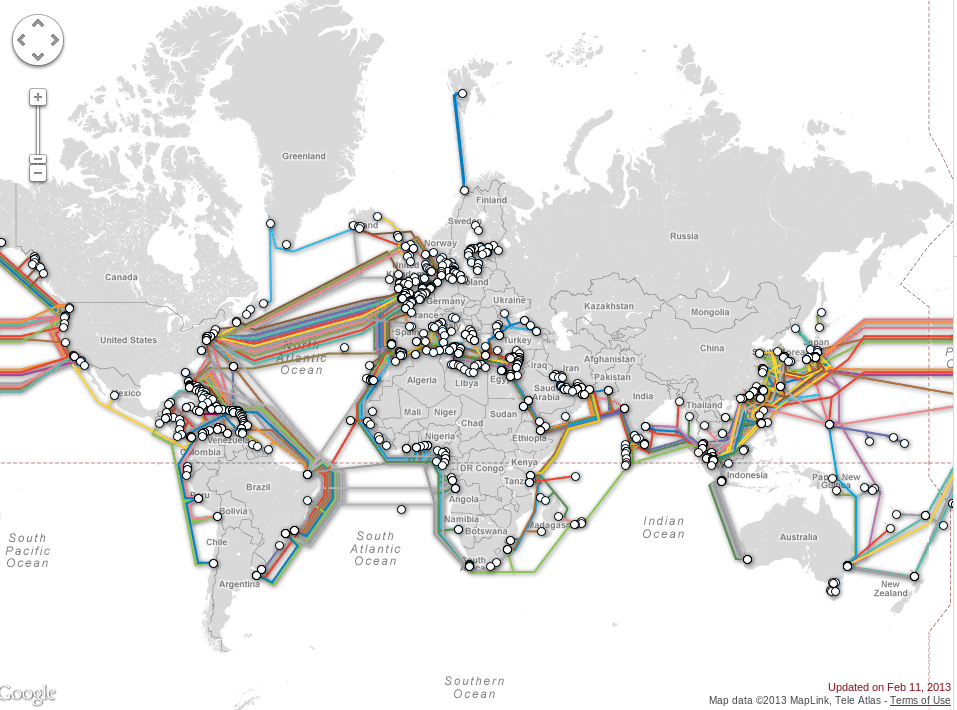 Greenland
Finland
Sweden
Norway
Russia
Canada
Germany
Ukraine
Kazakhstan
Mongolia
United States
Spain
Turkey
China
North
Atlantic
Ocean
Afghanistan
Iraq
Iran
Pakistan
Algeria
Libya
Egypt
Saudi
Arabia
India
Mexico
Mali
Niger
Chad
Sudan
Thailand
Nigeria
Ethiopia
Venezuela
Colombia
DR Congo
Kenya
Indonesia
Papua New
Guinea
Brazil
Peru
Angola
Bolivia
Namibia
Botswana
Madagascar
Chile
South
Pacific
Ocean
South
Atlantic
Ocean
Indian
Ocean
Australia
South
Argentina
New
Zealand
Southern
Ocean
Google
Updated on Feb 11, 2013
Map data ©2013 MapLink, Tele Atlas - Terms of Use